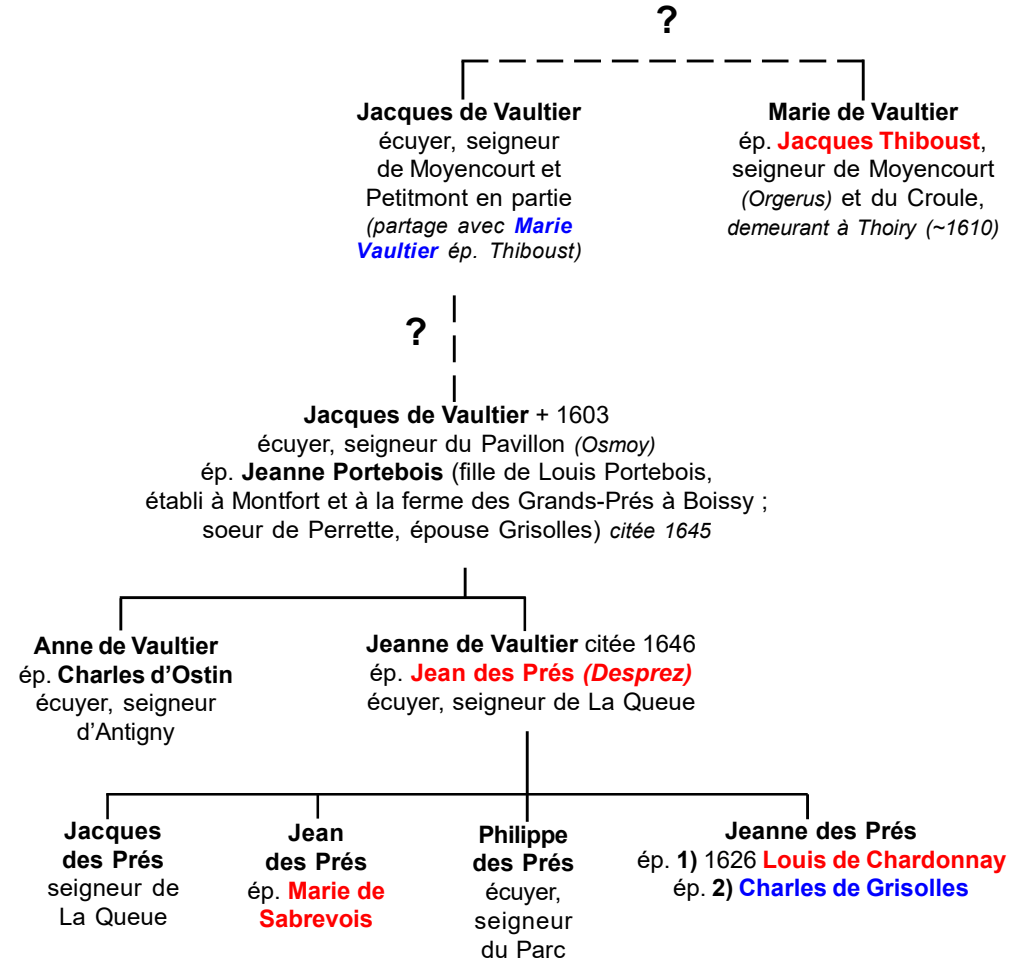 ?
Jacques de Vaultier
écuyer, seigneur
de Moyencourt et
Petitmont en partie
(partage avec Marie
Vaultier ép. Thiboust)
Marie de Vaultier
ép. Jacques Thiboust,
seigneur de Moyencourt
(Orgerus) et du Croule,
demeurant à Thoiry (~1610)
?
Jacques de Vaultier + 1603
écuyer, seigneur du Pavillon (Osmoy)
ép. Jeanne Portebois (fille de Louis Portebois,
établi à Montfort et à la ferme des Grands-Prés à Boissy ;
soeur de Perrette, épouse Grisolles) citée 1645
Anne de Vaultier
ép. Charles d'Ostin
écuyer, seigneur
d'Antigny
Jeanne de Vaultier citée 1646
ép. Jean des Prés (Desprez)
écuyer, seigneur de La Queue
Jacques
des Prés
seigneur de
La Queue
Jean
des Prés
ép. Marie de
Sabrevois
Philippe
des Prés
écuyer,
seigneur
du Parc
Jeanne des Prés
ép. 1) 1626 Louis de Chardonnay
ép. 2) Charles de Grisolles